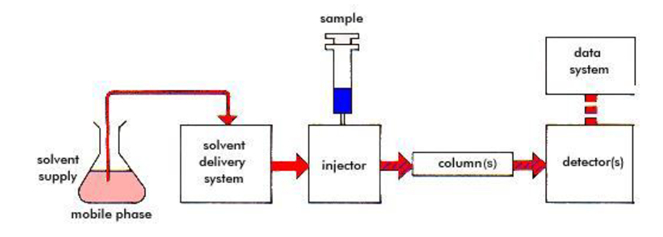 sample
data
system
solvent
supply
mobile phase
solvent
delivery
system
injector
column(s)
detector(s)